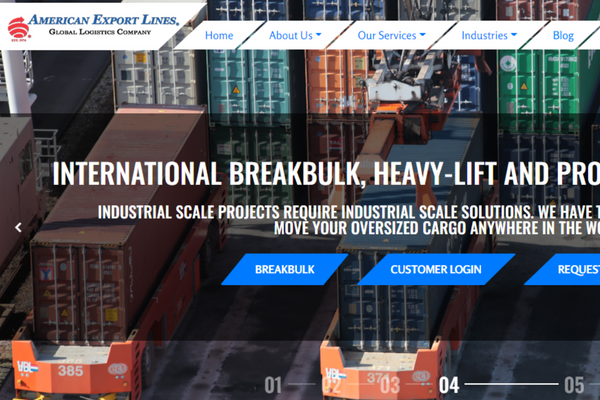 AMERICAN EXPORT LINES®
GLOBAL LOGISTICS COMPANY
Home
About Us
Our Services
Industries
Blog
INTERNATIONAL BREAKBULK, HEAVY-LIFT AND PRO
INDUSTRIAL SCALE PROJECTS REQUIRE INDUSTRIAL SCALE SOLUTIONS. WE HAVE T
MOVE YOUR OVERSIZED CARGO ANYWHERE IN THE WO
BREAKBULK
CUSTOMER LOGIN
REQUEST
385
01
02
03
04
05